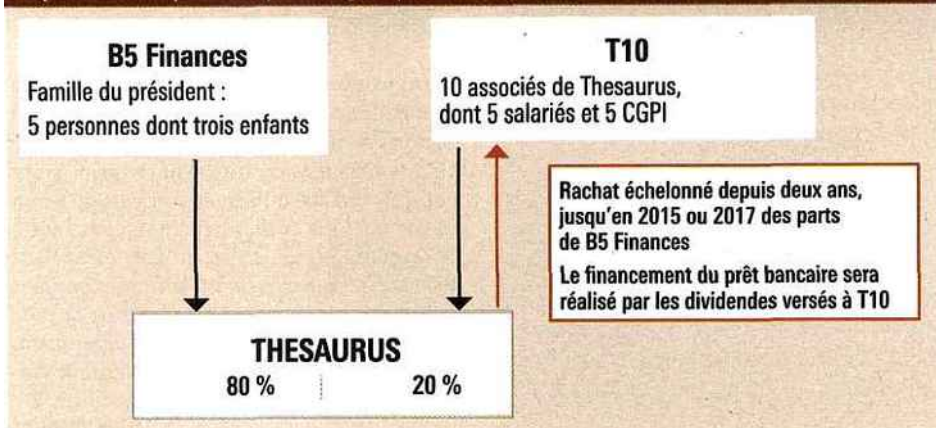 B5 Finances
Famille du président :
5 personnes dont trois enfants
T10
10 associés de Thesaurus,
dont 5 salariés et 5 CGPI
Rachat échelonné depuis deux ans,
jusqu'en 2015 ou 2017 des parts
de B5 Finances
Le financement du prêt bancaire sera
réalisé par les dividendes versés à T10
THESAURUS
80 % 20 %